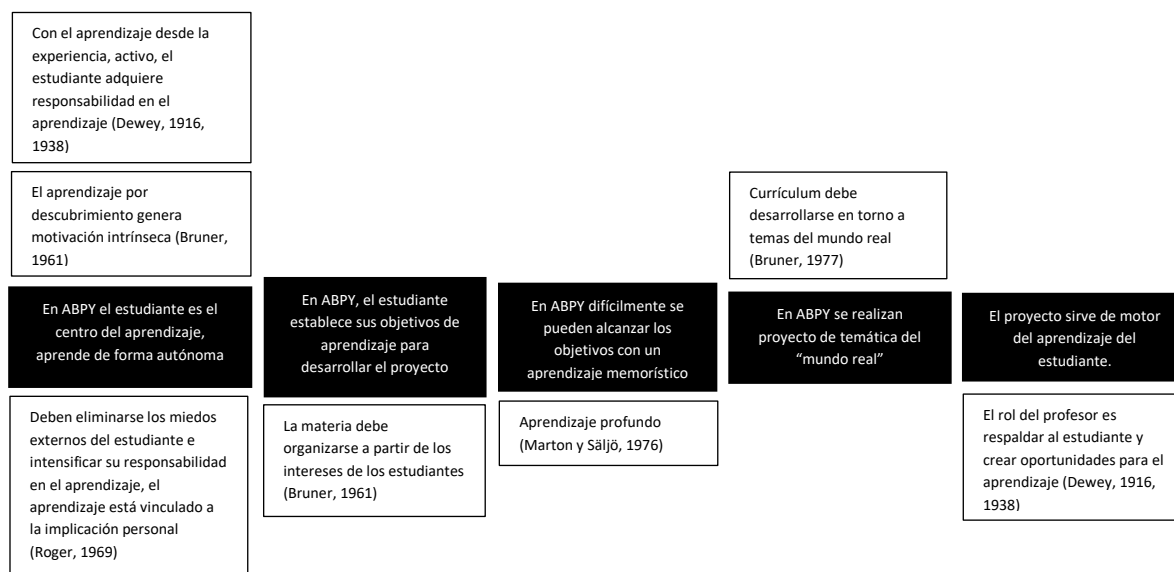 Con el aprendizaje desde la
experiencia, activo, el
estudiante adquiere
responsabilidad en el
aprendizaje (Dewey, 1916,
1938)
El aprendizaje por
descubrimiento genera
motivación intrínseca (Bruner,
1961)
En ABPY el estudiante es el
centro del aprendizaje,
aprende de forma autónoma
Deben eliminarse los miedos
externos del estudiante e
intensificar su responsabilidad
en el aprendizaje, el
aprendizaje está vinculado a
la implicación personal
(Roger, 1969)
En ABPY, el estudiante
establece sus objetivos de
aprendizaje para
desarrollar el proyecto
La materia debe
organizarse a partir de los
intereses de los estudiantes
(Bruner, 1961)
En ABPY difícilmente se
pueden alcanzar los
objetivos con un
aprendizaje memorístico
Aprendizaje profundo
(Marton y Säljö, 1976)
Currículum debe
desarrollarse en torno a
temas del mundo real
(Bruner, 1977)
En ABPY se realizan
proyecto de temática del
“mundo real”
El proyecto sirve de motor
del aprendizaje del
estudiante.
El rol del profesor es
respaldar al estudiante y
crear oportunidades para el
aprendizaje (Dewey, 1916,
1938)